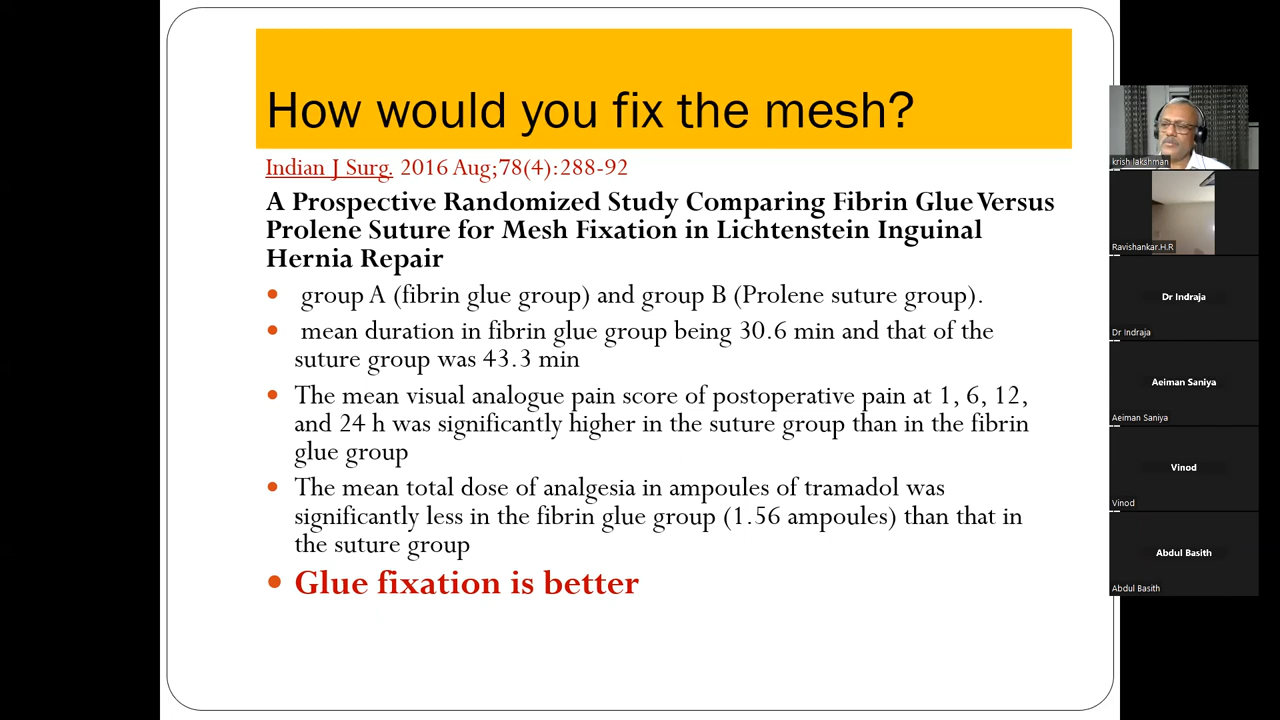 How would you fix the mesh?
Indian J Surg. 2016 Aug;78(4):288-92
A Prospective Randomized Study Comparing Fibrin Glue Versus
Prolene Suture for Mesh Fixation in Lichtenstein Inguinal
Hernia Repair
group A (fibrin glue group) and group B (Prolene suture group).
mean duration in fibrin glue group being 30.6 min and that of the
suture group was 43.3 min
The mean visual analogue pain score of postoperative pain at 1, 6, 12,
and 24 h was significantly higher in the suture group than in the fibrin
glue group
The mean total dose of analgesia in ampoules of tramadol was
significantly less in the fibrin glue group (1.56 ampoules) than that in
the suture group
Glue fixation is better
krish lakshman
Ravishankar.H.R
Dr Indraja
Dr Indraja
Aeiman Saniya
Aeiman Saniya
Vinod
Vinod
Abdul Basith
Abdul Basith